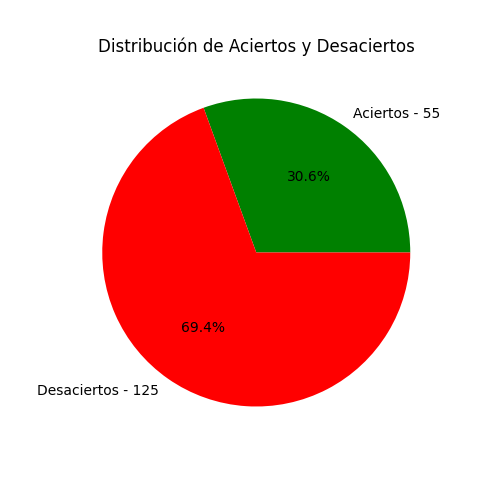 Distribución de Aciertos y Desaciertos
Aciertos - 55
30.6%
69.4%
Desaciertos - 125